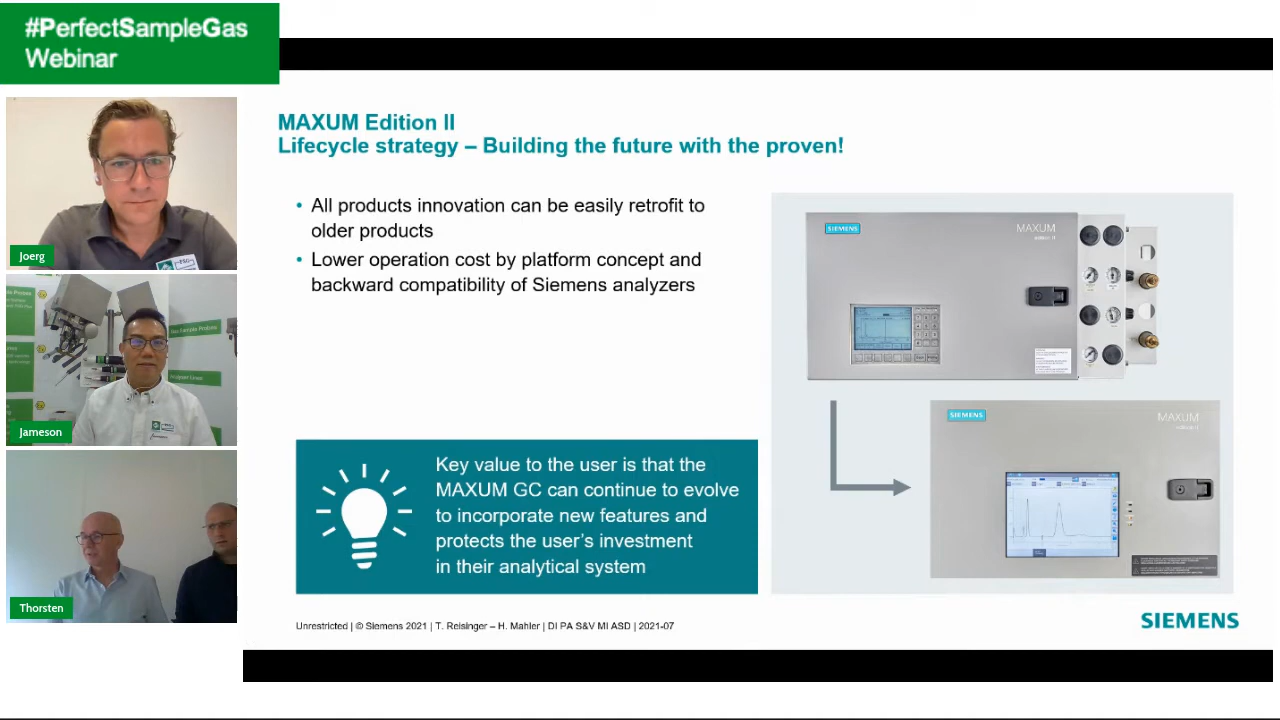 #PerfectSampleGas
Webinar
Joerg
Jameson
Thorsten
MAXUM Edition II
Lifecycle strategy – Building the future with the proven!
• All products innovation can be easily retrofit to
older products
• Lower operation cost by platform concept and
backward compatibility of Siemens analyzers
Key value to the user is that the
MAXUM GC can continue to evolve
to incorporate new features and
protects the user's investment
in their analytical system
SIEMENS
MAXUM
edition II
SIEMENS
MAXUM
edition II
Unrestricted | © Siemens 2021 | T. Reisinger – H. Mahler | DI PA S&V MI ASD | 2021-07
SIEMENS
Gas Sample Probes